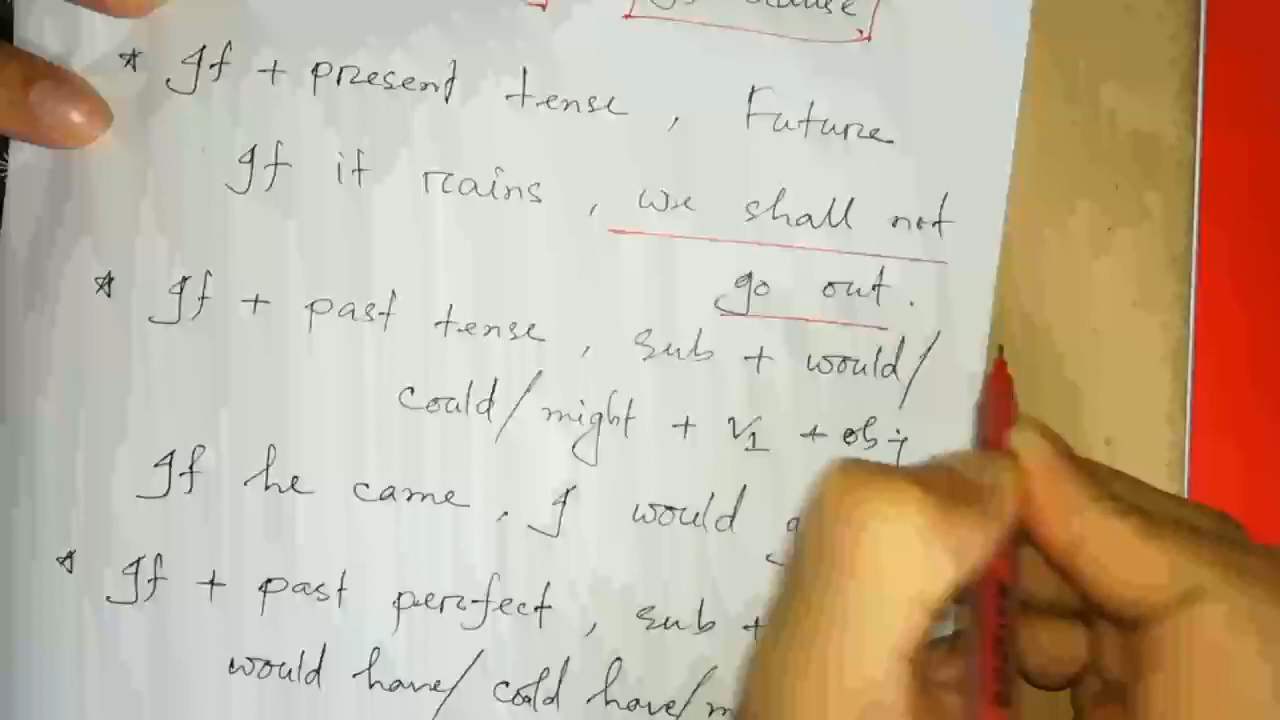 * If + present tense, Future
If it rains, we shall not
go out.
* If + past tense, sub + would/
could/might + V1 + obj
If he came, I would
* If + past perfect, sub +
would have/ cold have/